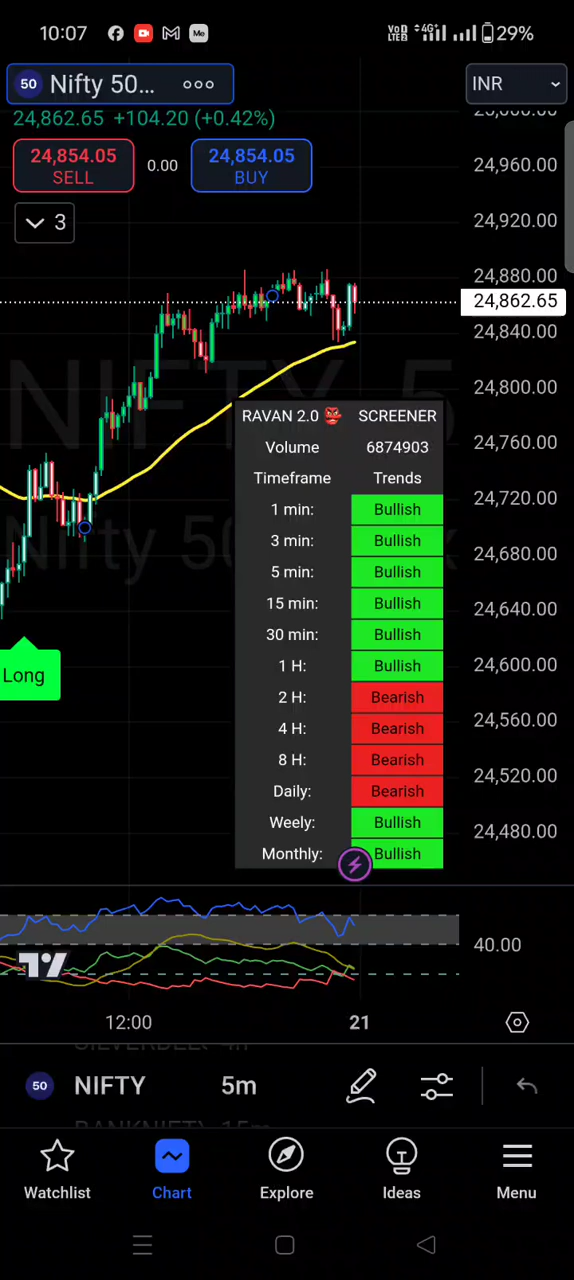 10:07 Me VoD LTE2 4G+ 29%
50 Nifty 50... INR
24,862.65 +104.20 (+0.42%)
24,960.00
24,854.05 SELL 0.00 24,854.05 BUY
24,920.00
3
24,880.00
24,862.65
24,840.00
24,800.00
RAVAN 2.0 👺 SCREENER
Volume 6874903
24,760.00
Timeframe Trends
24,720.00
1 min: Bullish
3 min: Bullish
24,680.00
5 min: Bullish
15 min: Bullish
24,640.00
30 min: Bullish
1 H: Bullish
24,600.00
Long
2 H: Bearish
24,560.00
4 H: Bearish
8 H: Bearish
24,520.00
Daily: Bearish
Weely: Bullish
24,480.00
Monthly: Bullish
40.00
12:00 21
50 NIFTY 5m
Watchlist Chart Explore Ideas Menu